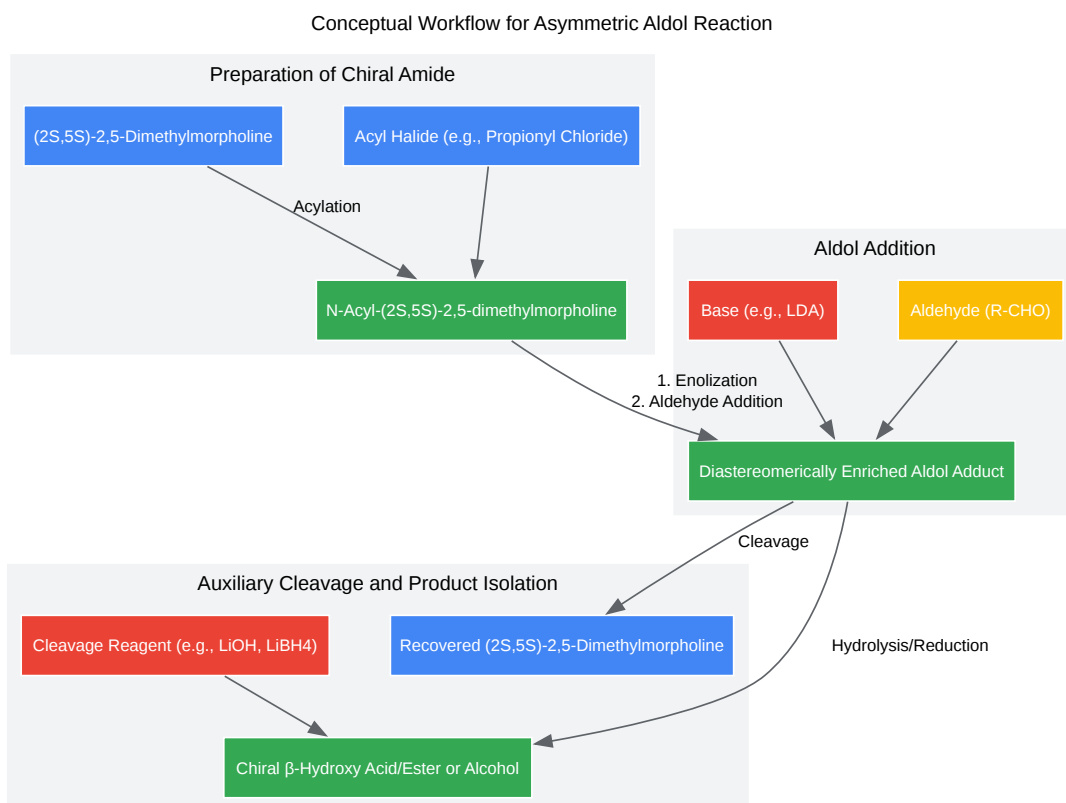 Conceptual Workflow for Asymmetric Aldol Reaction
Preparation of Chiral Amide
(2S,5S)-2,5-Dimethylmorpholine
Acyl Halide (e.g., Propionyl Chloride)
Acylation
N-Acyl-(2S,5S)-2,5-dimethylmorpholine
Aldol Addition
Base (e.g., LDA)
Aldehyde (R-CHO)
1. Enolization
2. Aldehyde Addition
Diastereomerically Enriched Aldol Adduct
Cleavage
Hydrolysis/Reduction
Auxiliary Cleavage and Product Isolation
Cleavage Reagent (e.g., LiOH, LiBH4)
Recovered (2S,5S)-2,5-Dimethylmorpholine
Chiral β-Hydroxy Acid/Ester or Alcohol